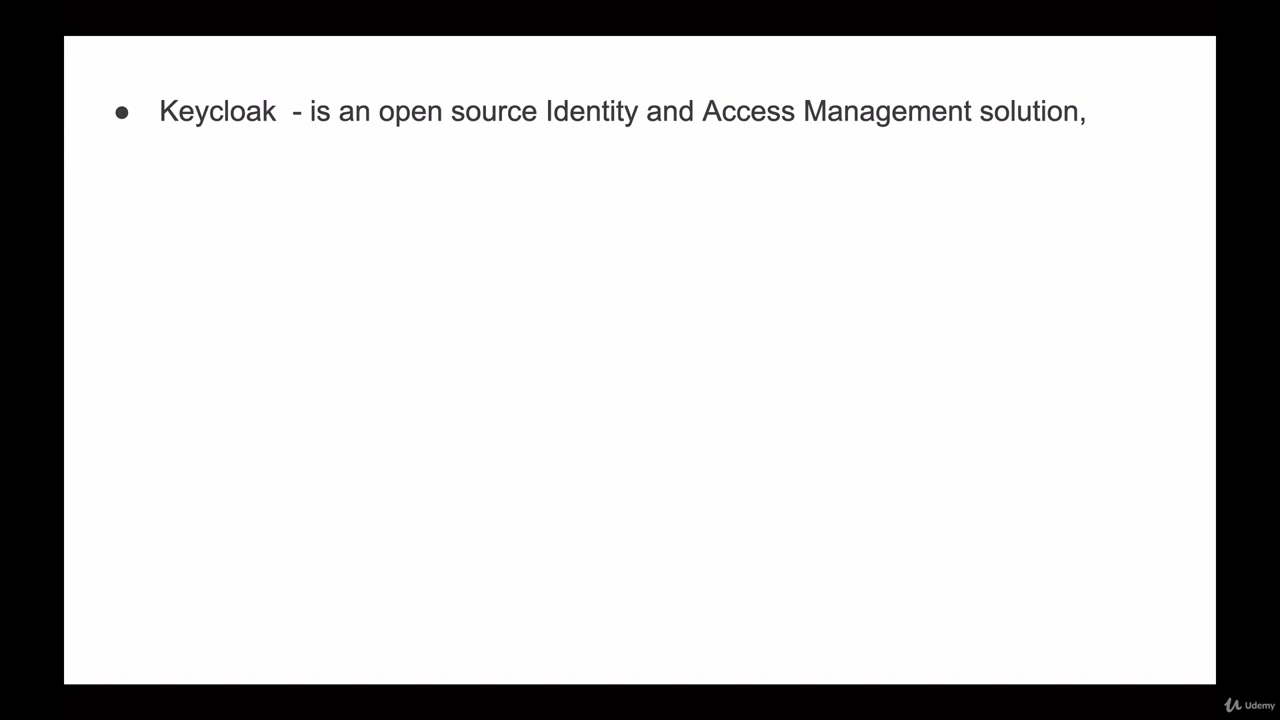 ● Keycloak - is an open source Identity and Access Management solution,
Udemy